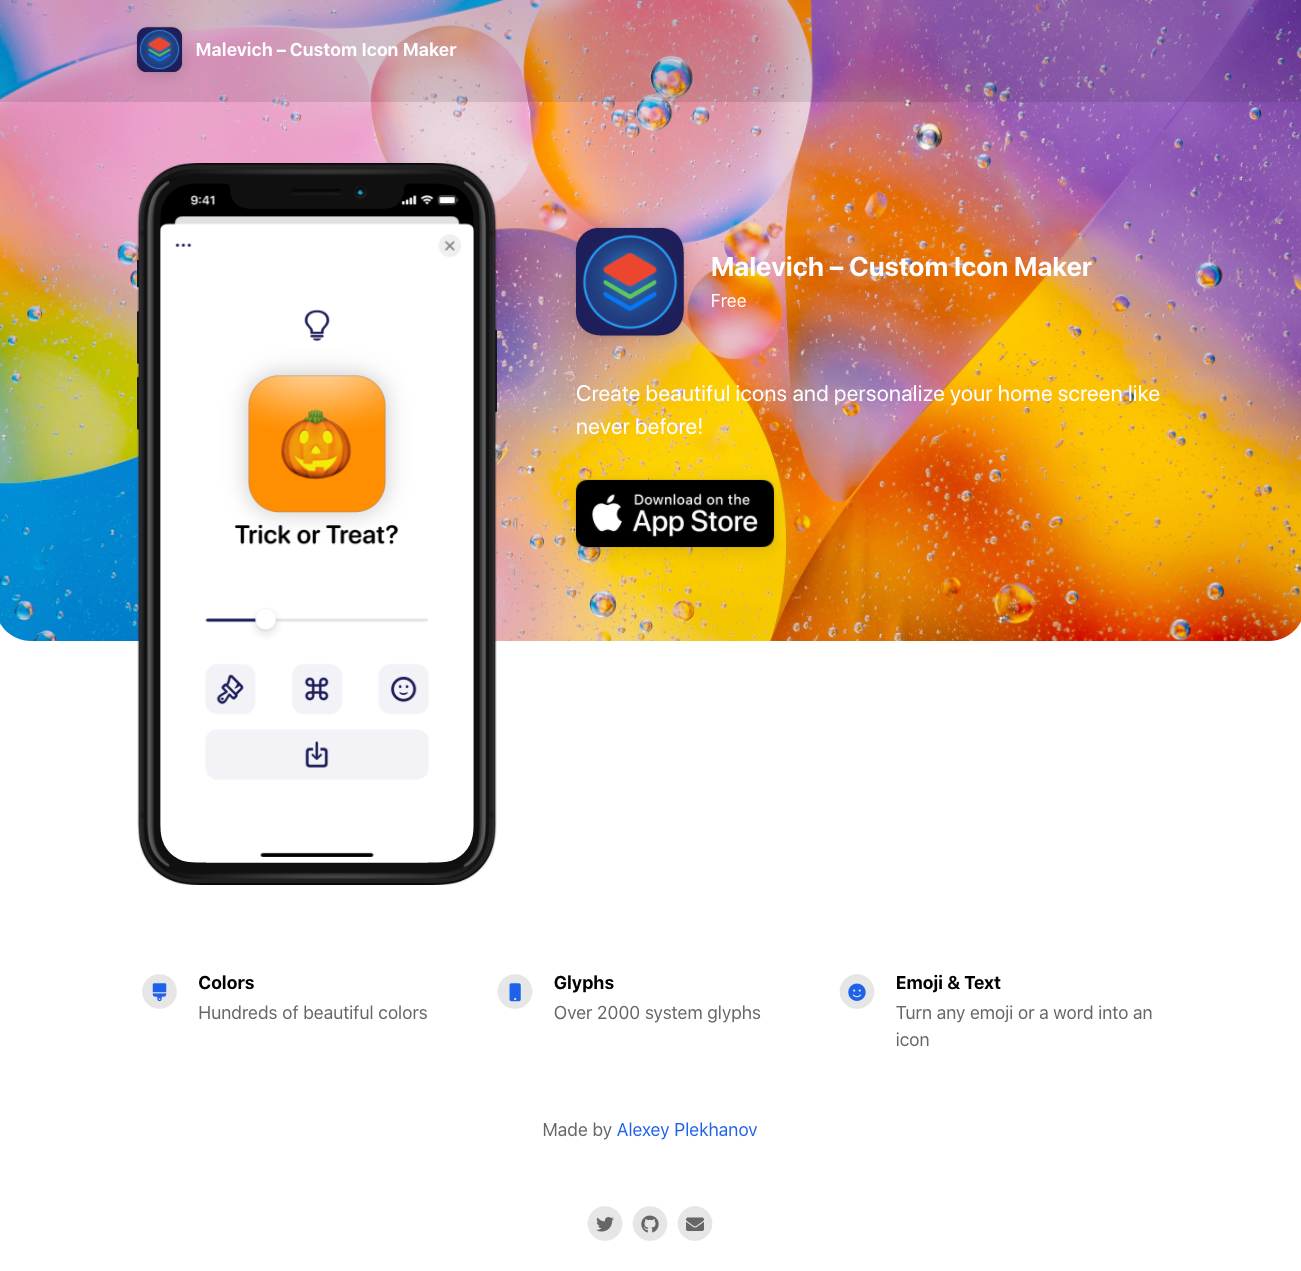 Malevich – Custom Icon Maker
9:41
Trick or Treat?
Malevich – Custom Icon Maker
Free
Create beautiful icons and personalize your home screen like
never before!
Download on the
App Store
Colors
Hundreds of beautiful colors
Glyphs
Over 2000 system glyphs
Emoji & Text
Turn any emoji or a word into an
icon
Made by Alexey Plekhanov